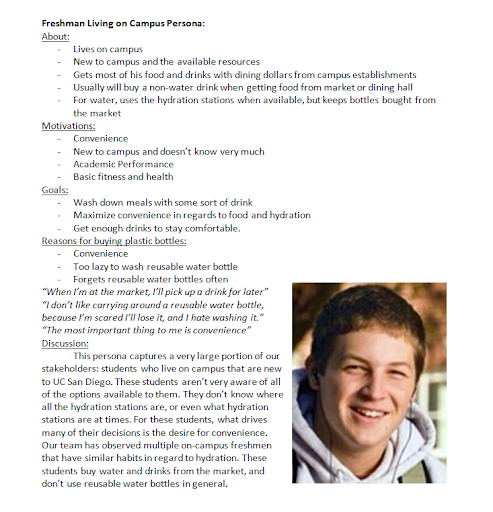 Freshman Living on Campus Persona:
About:
- Lives on campus
- New to campus and the available resources
- Gets most of his food and drinks with dining dollars from campus establishments
- Usually will buy a non-water drink when getting food from market or dining hall
- For water, uses the hydration stations when available, but keeps bottles bought from
the market
Motivations:
- Convenience
- New to campus and doesn't know very much
- Academic Performance
- Basic fitness and health
Goals:
- Wash down meals with some sort of drink
- Maximize convenience in regards to food and hydration
- Get enough drinks to stay comfortable.
Reasons for buying plastic bottles:
- Convenience
- Too lazy to wash reusable water bottle
- Forgets reusable water bottles often
"When I'm at the market, I'll pick up a drink for later"
"I don't like carrying around a reusable water bottle,
because I'm scared I'll lose it, and I hate washing it."
"The most important thing to me is convenience"
Discussion:
This persona captures a very large portion of our
stakeholders: students who live on campus that are new
to UC San Diego. These students aren't very aware of all
of the options available to them. They don't know where
all the hydration stations are, or even what hydration
stations are at times. For these students, what drives
many of their decisions is the desire for convenience.
Our team has observed multiple on-campus freshmen
that have similar habits in regard to hydration. These
students buy water and drinks from the market, and
don't use reusable water bottles in general.